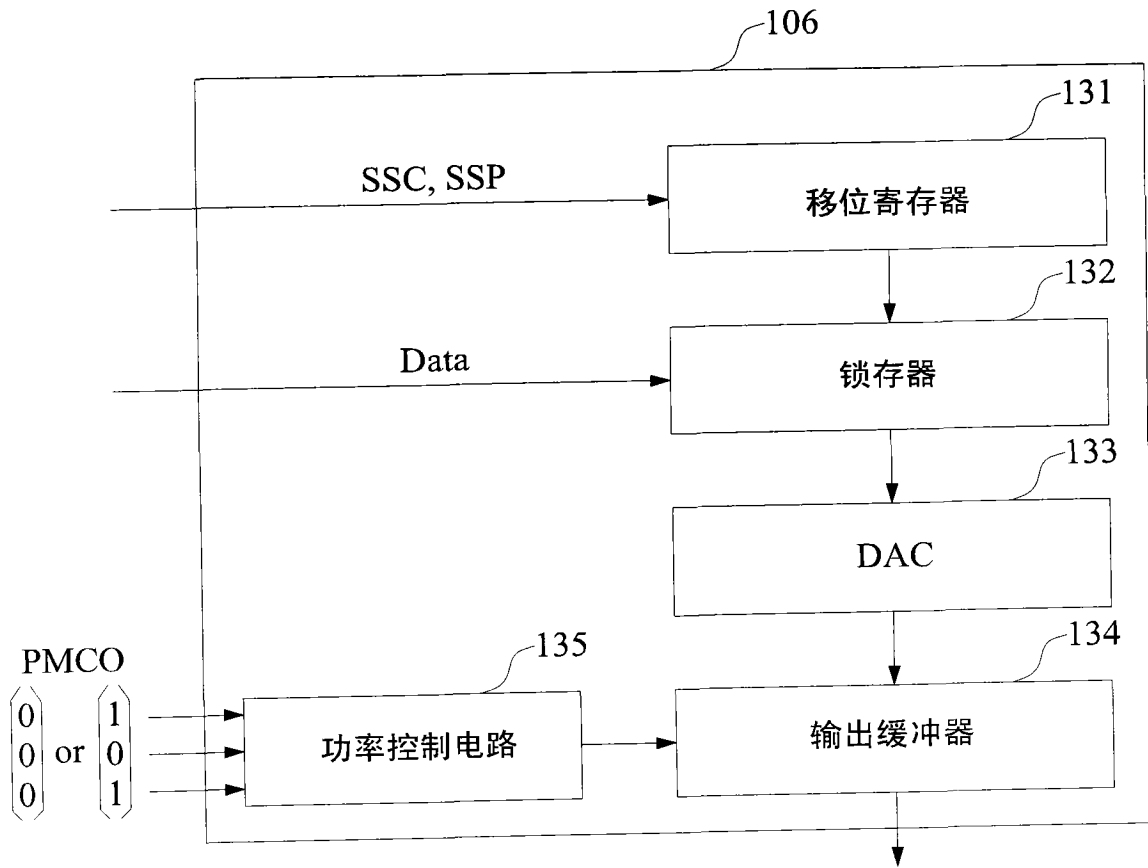 106
131
SSC, SSP
移位寄存器
132
Data
锁存器
133
DAC
134
PMCO
135
0 or 1
0 0
0 1
功率控制电路
输出缓冲器